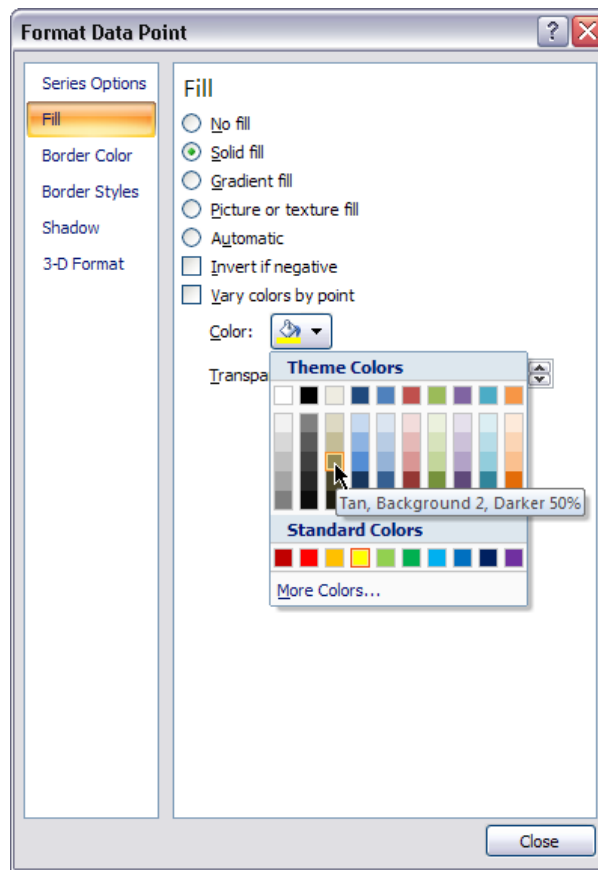 Format Data Point
Series Options
Fill
Border Color
Border Styles
Shadow
3-D Format
Fill
No fill
Solid fill
Gradient fill
Picture or texture fill
Automatic
Invert if negative
Vary colors by point
Color:
Transpa
Theme Colors
Tan, Background 2, Darker 50%
Standard Colors
More Colors...
Close